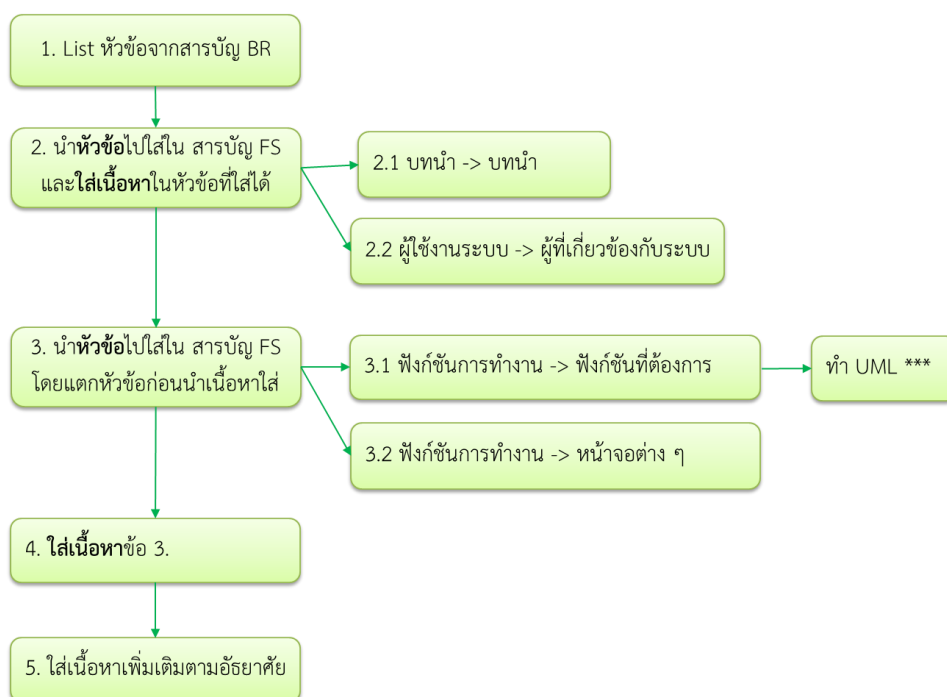 1. List หัวข้อจากสารบัญ BR
2. นำหัวข้อไปใส่ใน สารบัญ FS
และใส่เนื้อหาในหัวข้อที่ใส่ได้
2.1 บทนำ -> บทนำ
2.2 ผู้ใช้งานระบบ -> ผู้ที่เกี่ยวข้องกับระบบ
3. นำหัวข้อไปใส่ใน สารบัญ FS
โดยแตกหัวข้อก่อนนำเนื้อหาใส่
3.1 ฟังก์ชันการทำงาน -> ฟังก์ชันที่ต้องการ
ทำ UML ***
3.2 ฟังก์ชันการทำงาน -> หน้าจอต่าง ๆ
4. ใส่เนื้อหาข้อ 3.
5. ใส่เนื้อหาเพิ่มเติมตามอัธยาศัย